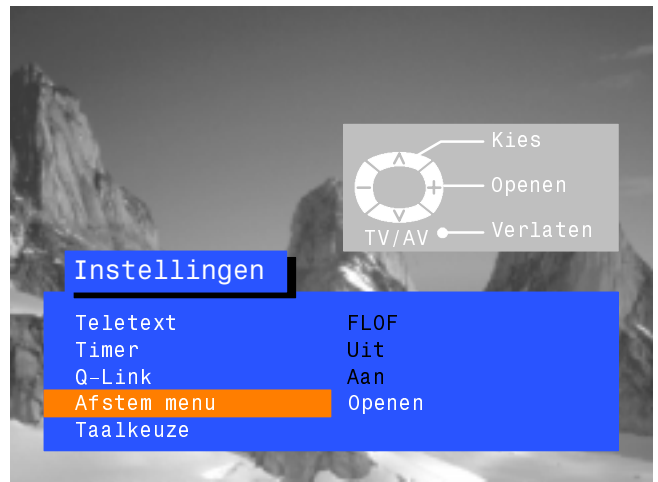 Kies
Openen
TV/AV Verlaten
Instellingen
Teletext FLOF
Timer Uit
Q-Link Aan
Afstem menu Openen
Taalkeuze